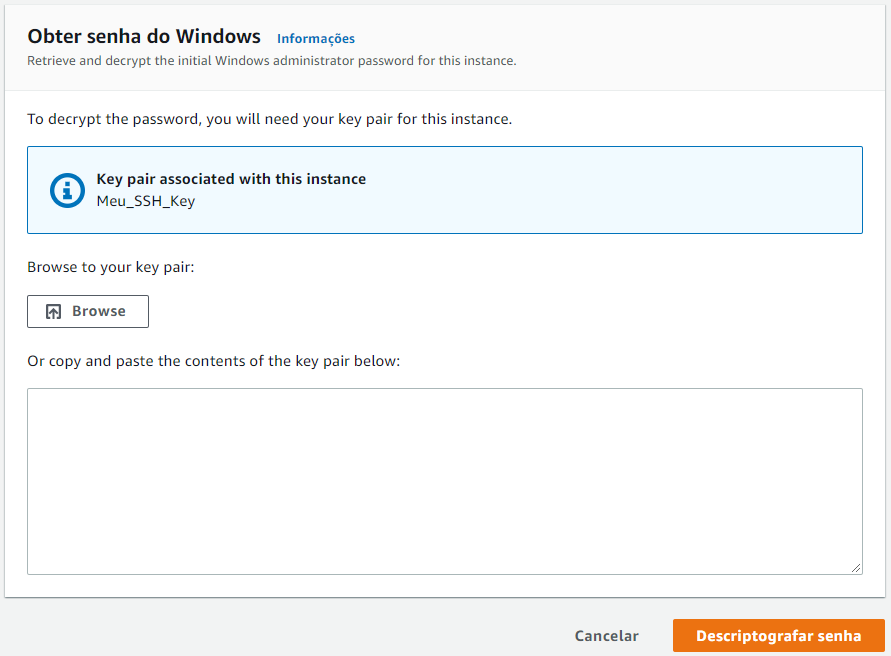 Obter senha do Windows Informações
Retrieve and decrypt the initial Windows administrator password for this instance.
To decrypt the password, you will need your key pair for this instance.
Key pair associated with this instance
Meu_SSH_Key
Browse to your key pair:
Browse
Or copy and paste the contents of the key pair below:
Cancelar Descriptografar senha